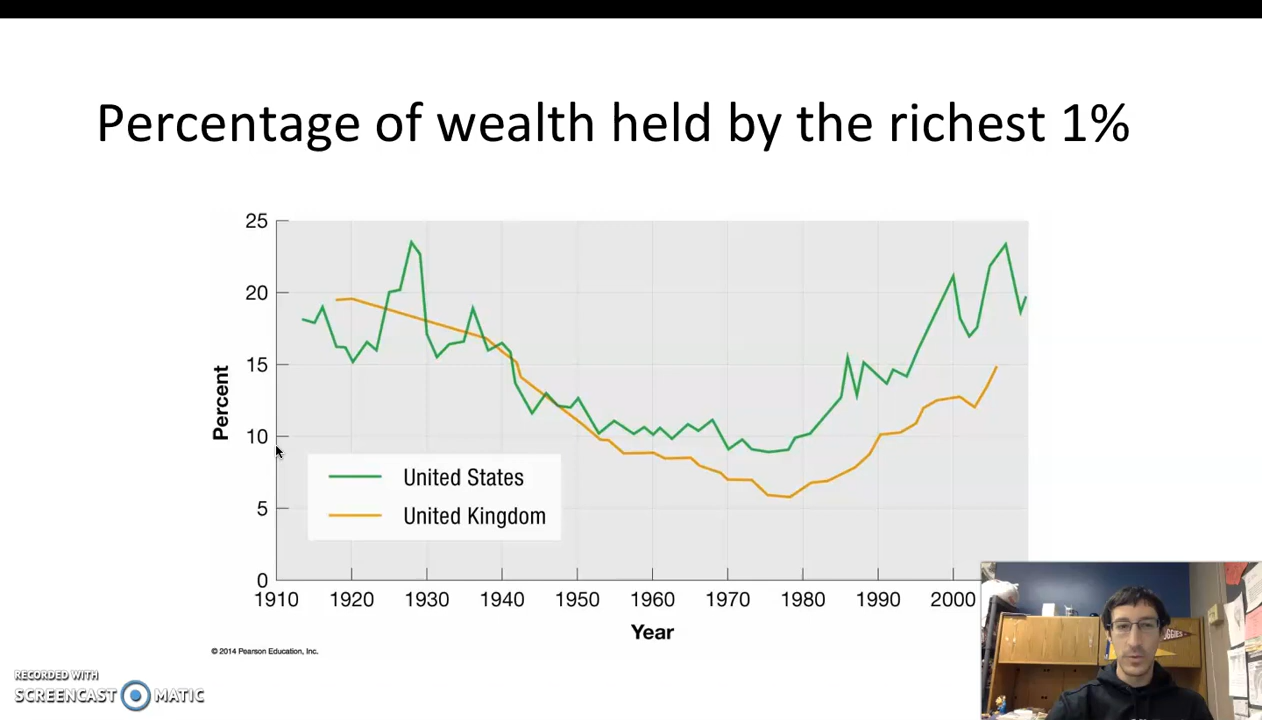 Percentage of wealth held by the richest 1%
25
20
15
10
5
0
Percent
United States
United Kingdom
1910 1920 1930 1940 1950 1960 1970 1980 1990 2000
Year
© 2014 Pearson Education, Inc.
RECORDED WITH
SCREENCAST MATIC